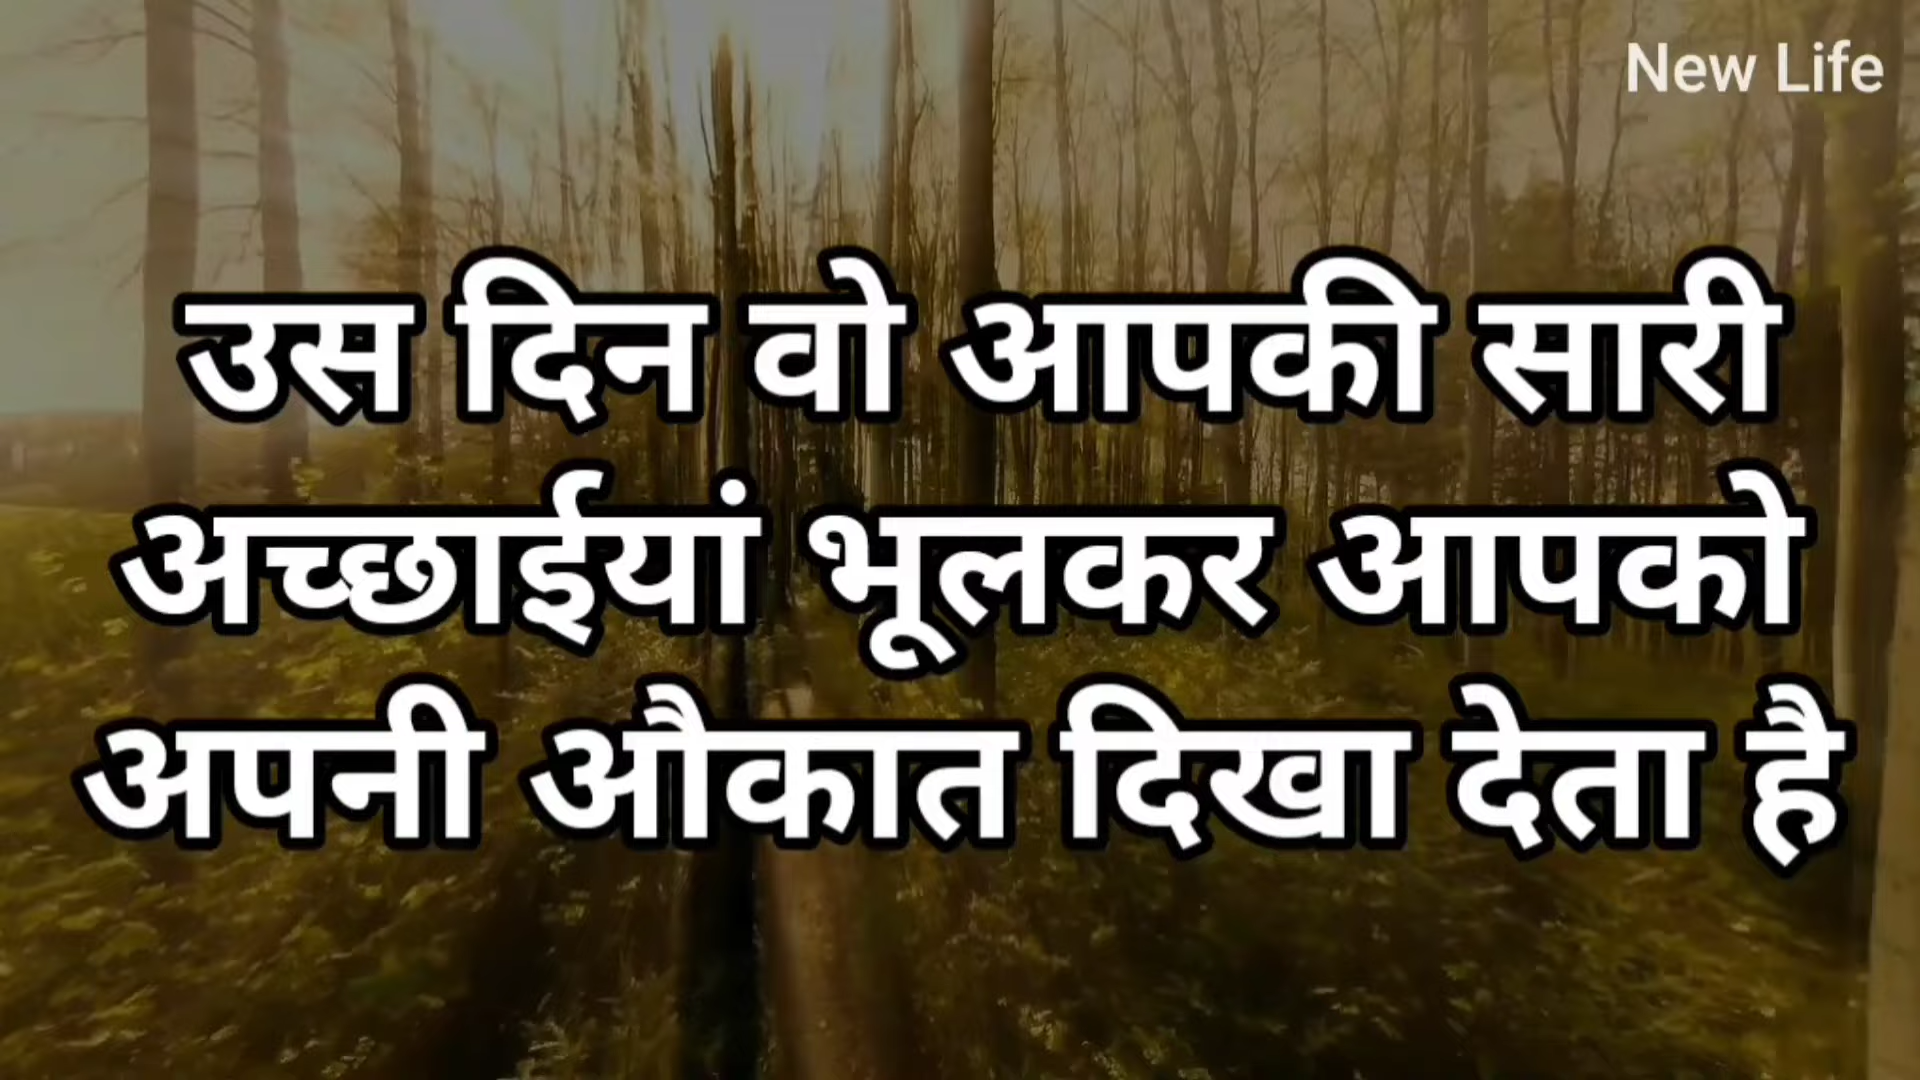 New Life
उस दिन वो आपकी सारी
अच्छाईयां भूलकर आपको
अपनी औकात दिखा देता है